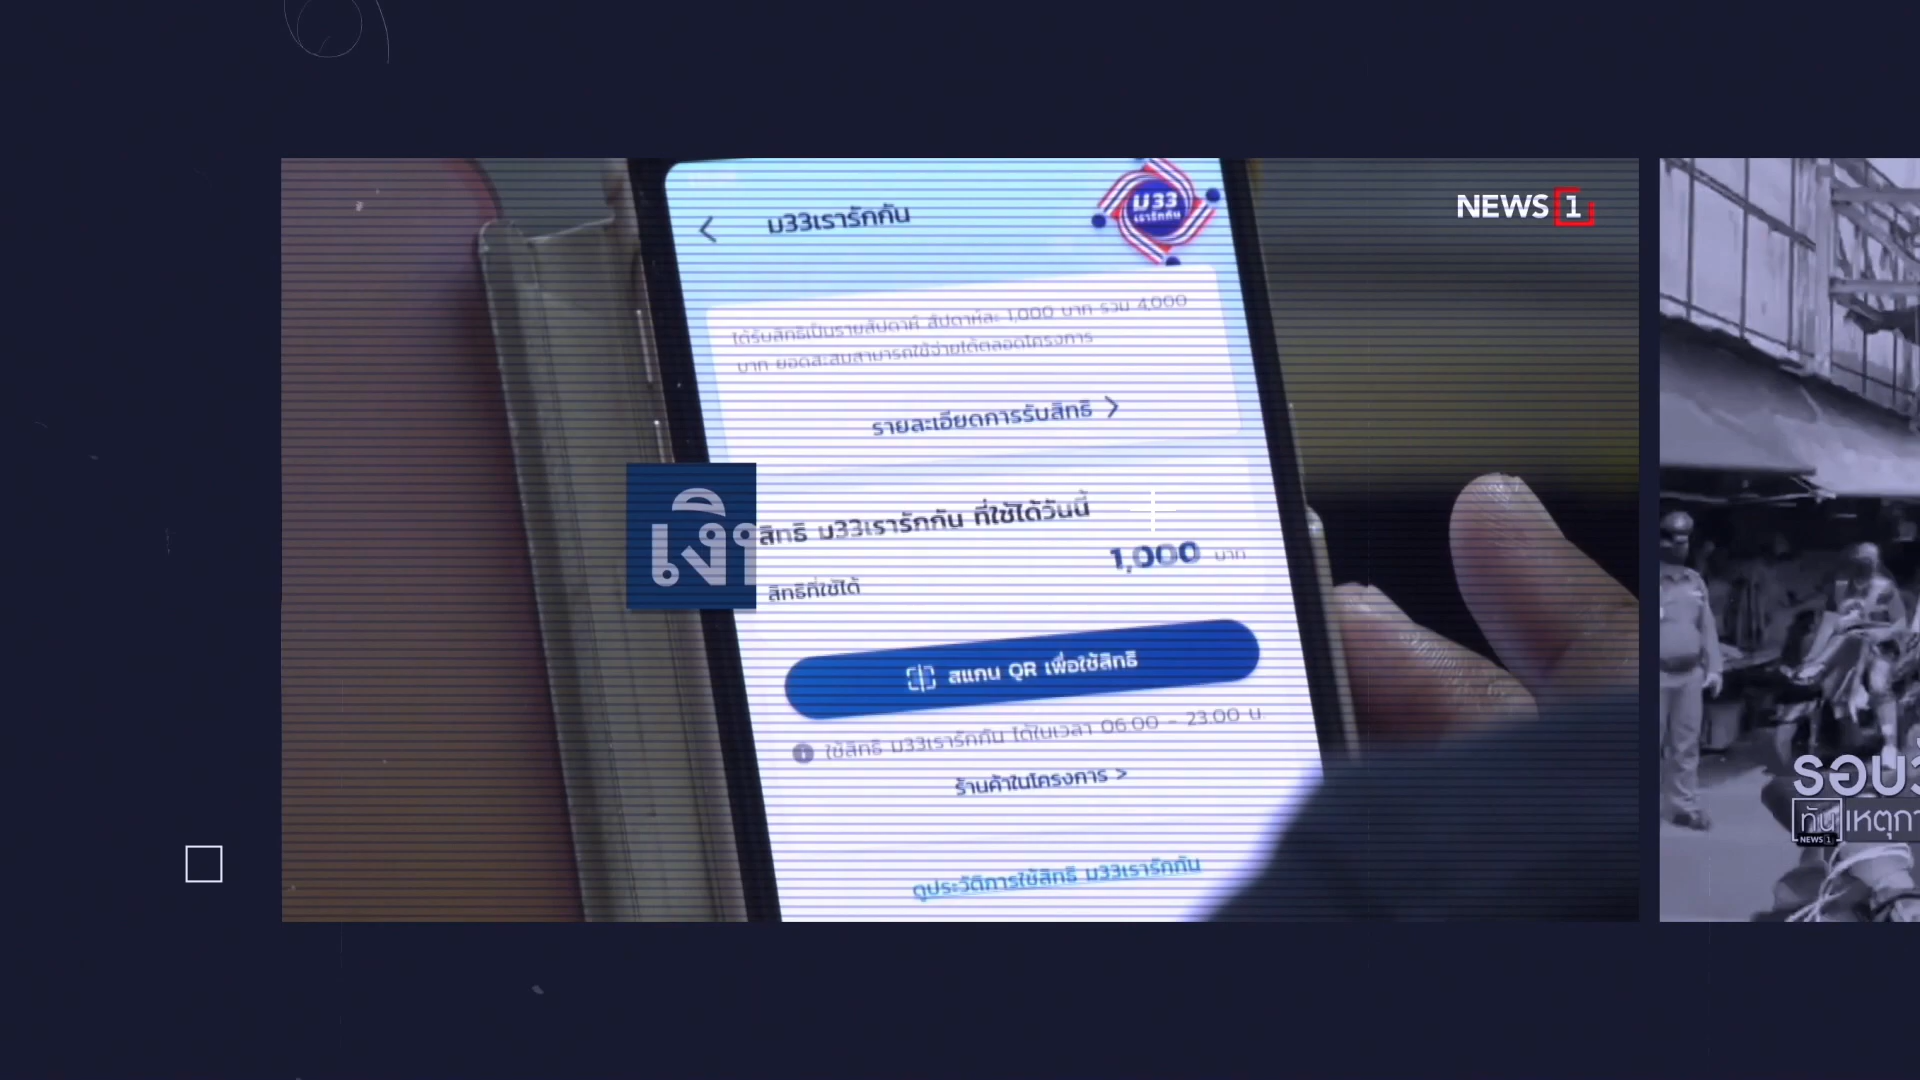 NEWS 1
ม33เรารักกัน
ม33
เรารักกัน
ได้รับสิทธิเป็นรายสัปดาห์ สัปดาห์ละ 1,000 บาท รวม 4,000
บาท ยอดสะสมสามารถใช้จ่ายได้ตลอดโครงการ
รายละเอียดการรับสิทธิ >
สิทธิ ม33เรารักกัน ที่ใช้ได้วันนี้
1,000 บาท
สิทธิที่ใช้ได้
สแกน QR เพื่อใช้สิทธิ
ใช้สิทธิ ม33เรารักกัน ได้ในเวลา 06.00 - 23.00 น.
ร้านค้าในโครงการ >
ดูประวัติการใช้สิทธิ ม33เรารักกัน
ทัน
NEWS 1